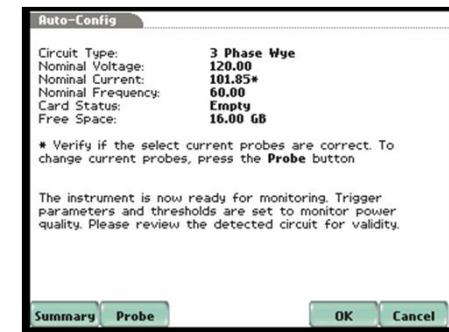 Auto-Config
Circuit Type: 3 Phase Wye
Nominal Voltage: 120.00
Nominal Current: 101.85*
Nominal Frequency: 60.00
Card Status: Empty
Free Space: 16.00 GB
* Verify if the select current probes are correct. To
change current probes, press the Probe button
The instrument is now ready for monitoring. Trigger
parameters and thresholds are set to monitor power
quality. Please review the detected circuit for validity.
Summary Probe OK Cancel